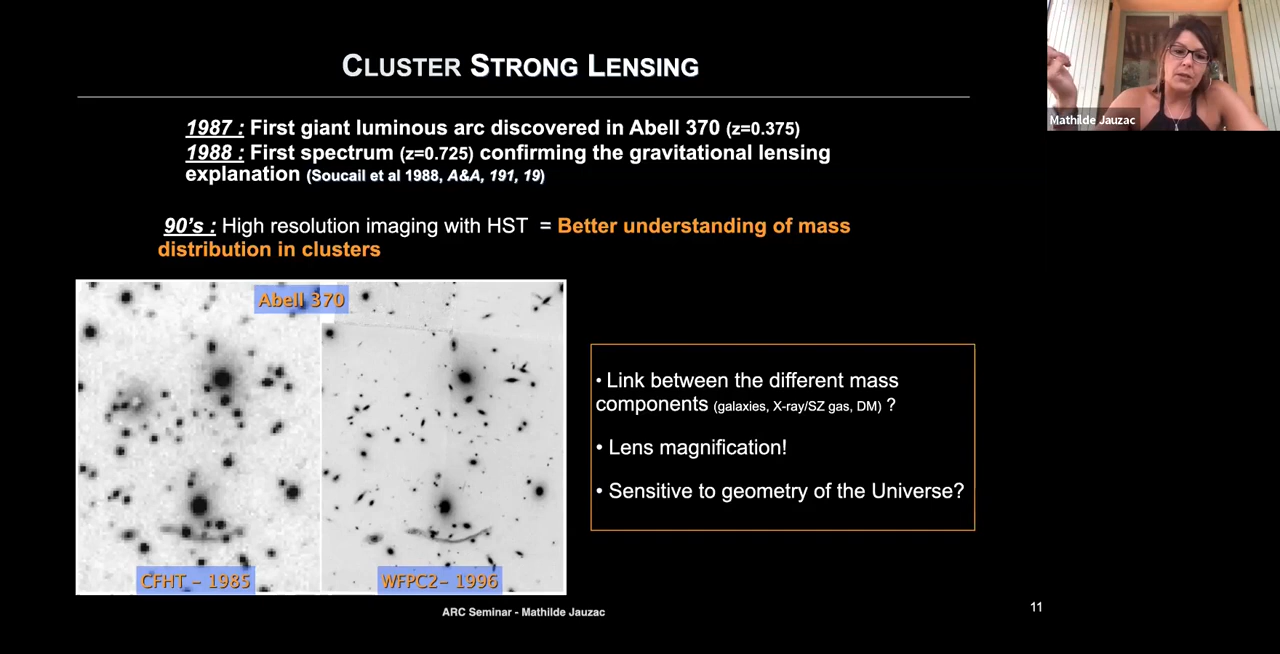 CLUSTER STRONG LENSING
Mathilde Jauzac
1987 : First giant luminous arc discovered in Abell 370 (z=0.375)
1988 : First spectrum (z=0.725) confirming the gravitational lensing
explanation (Soucail et al 1988, A&A, 191, 19)
90's : High resolution imaging with HST = Better understanding of mass
distribution in clusters
Abell 370
CFHT – 1985
WFPC2– 1996
• Link between the different mass
components (galaxies, X-ray/SZ gas, DM) ?
• Lens magnification!
• Sensitive to geometry of the Universe?
ARC Seminar - Mathilde Jauzac
11